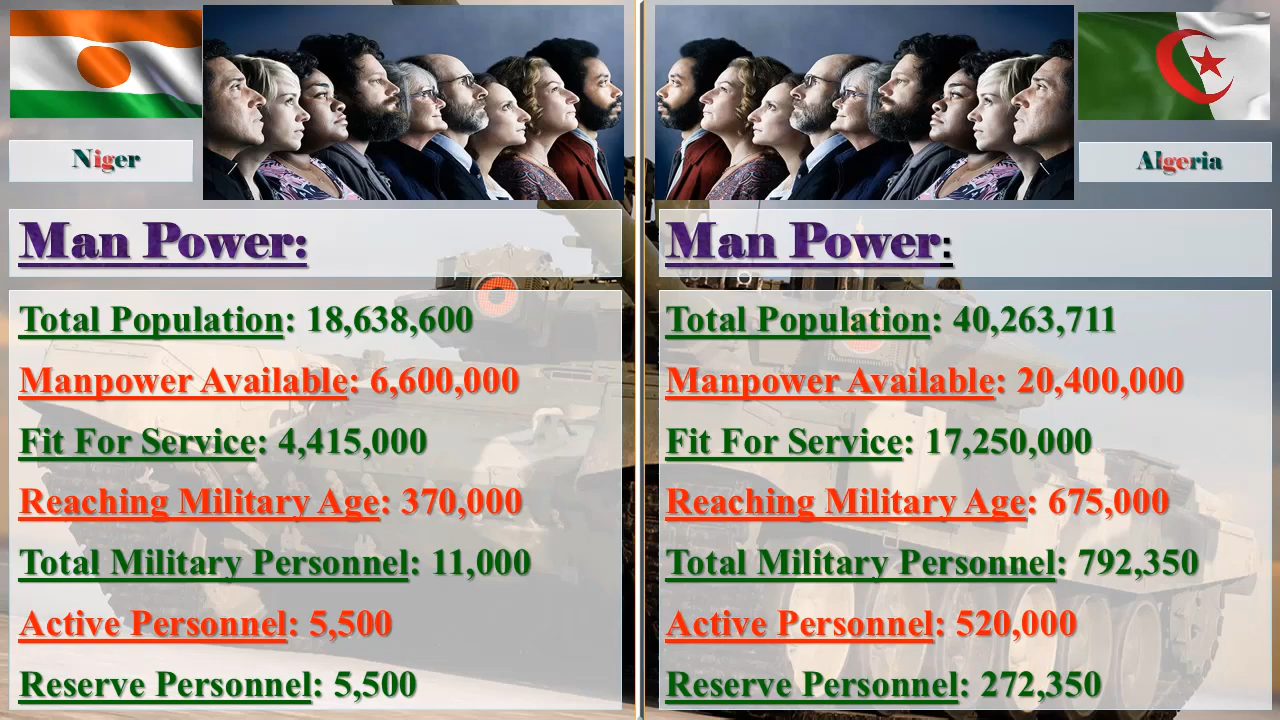 Niger
Man Power:
Total Population: 18,638,600
Manpower Available: 6,600,000
Fit For Service: 4,415,000
Reaching Military Age: 370,000
Total Military Personnel: 11,000
Active Personnel: 5,500
Reserve Personnel: 5,500
Algeria
Man Power:
Total Population: 40,263,711
Manpower Available: 20,400,000
Fit For Service: 17,250,000
Reaching Military Age: 675,000
Total Military Personnel: 792,350
Active Personnel: 520,000
Reserve Personnel: 272,350